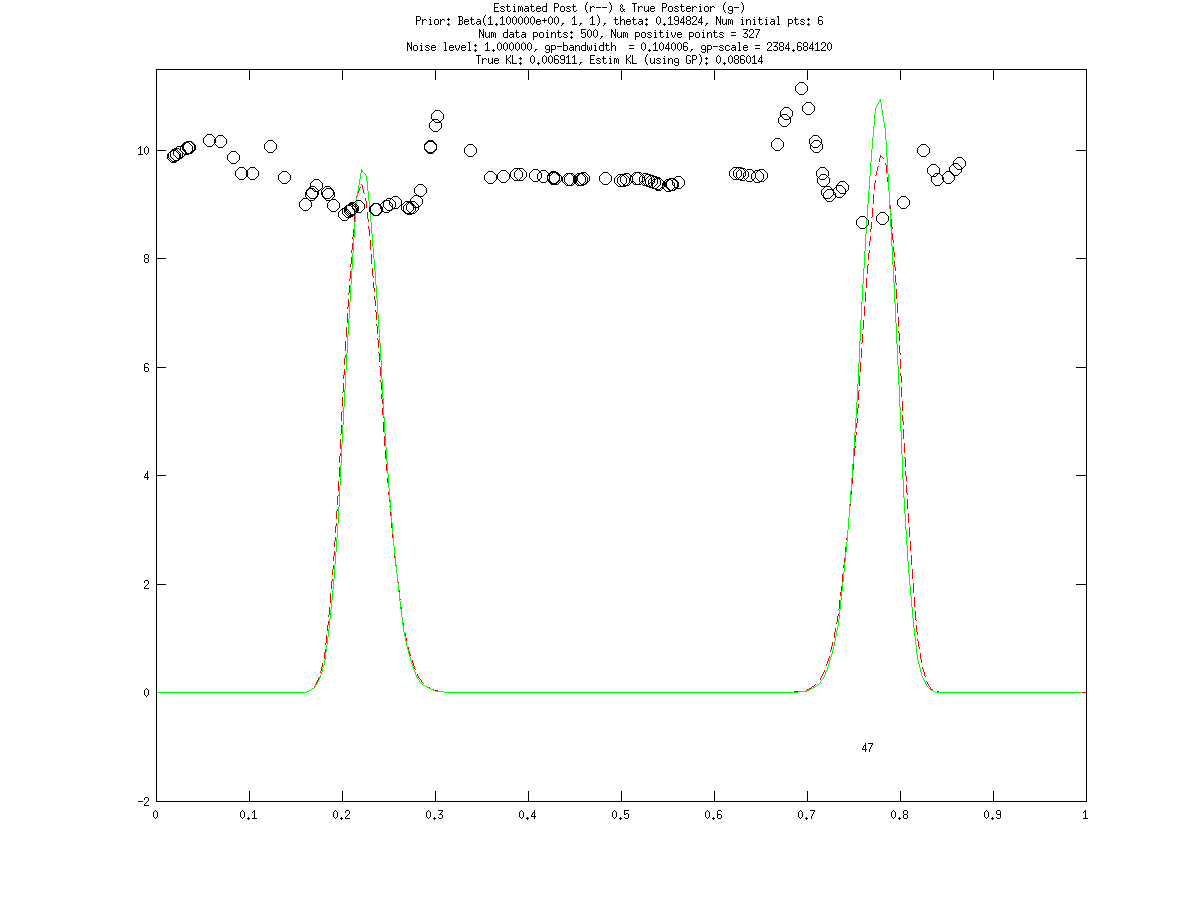 Estimated Post (r--) & True Posterior (g-)
Prior: Beta(1.100000e+00, 1, 1), theta: 0.194824, Num initial pts: 6
Num data points: 500, Num positive points = 327
Noise level: 1.000000, gp-bandwidth  = 0.104006, gp-scale = 2384.684120
True KL: 0.006911, Estim KL (using GP): 0.086014
10
8
6
4
2
0
47
-2
0 0.1 0.2 0.3 0.4 0.5 0.6 0.7 0.8 0.9 1